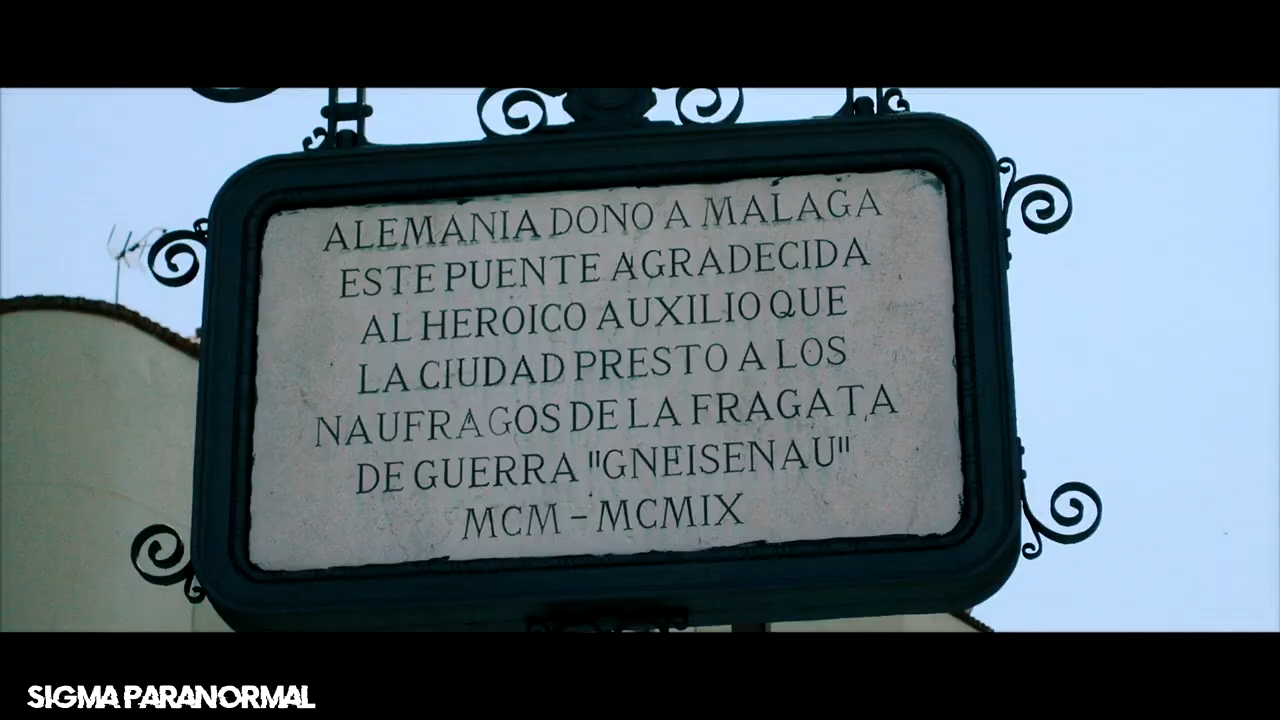 ALEMANIA DONO A MALAGA
ESTE PUENTE AGRADECIDA
AL HEROICO AUXILIO QUE
LA CIUDAD PRESTO A LOS
NAUFRAGOS DE LA FRAGATA
DE GUERRA "GNEISENAU"
MCM - MCMIX
SIGMA PARANORMAL